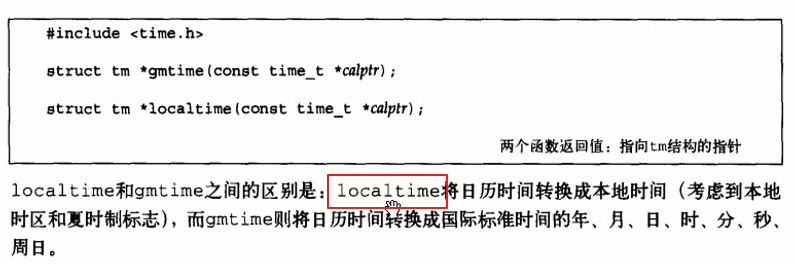 #include <time.h>
struct tm *gmtime(const time_t *calptr);
struct tm *localtime(const time_t *calptr);
两个函数返回值：指向tm结构的指针
localtime和gmtime之间的区别是：localtime将日历时间转换成本地时间（考虑到本地
时区和夏时制标志），而gmtime则将日历时间转换成国际标准时间的年、月、日、时、分、秒、
周日。